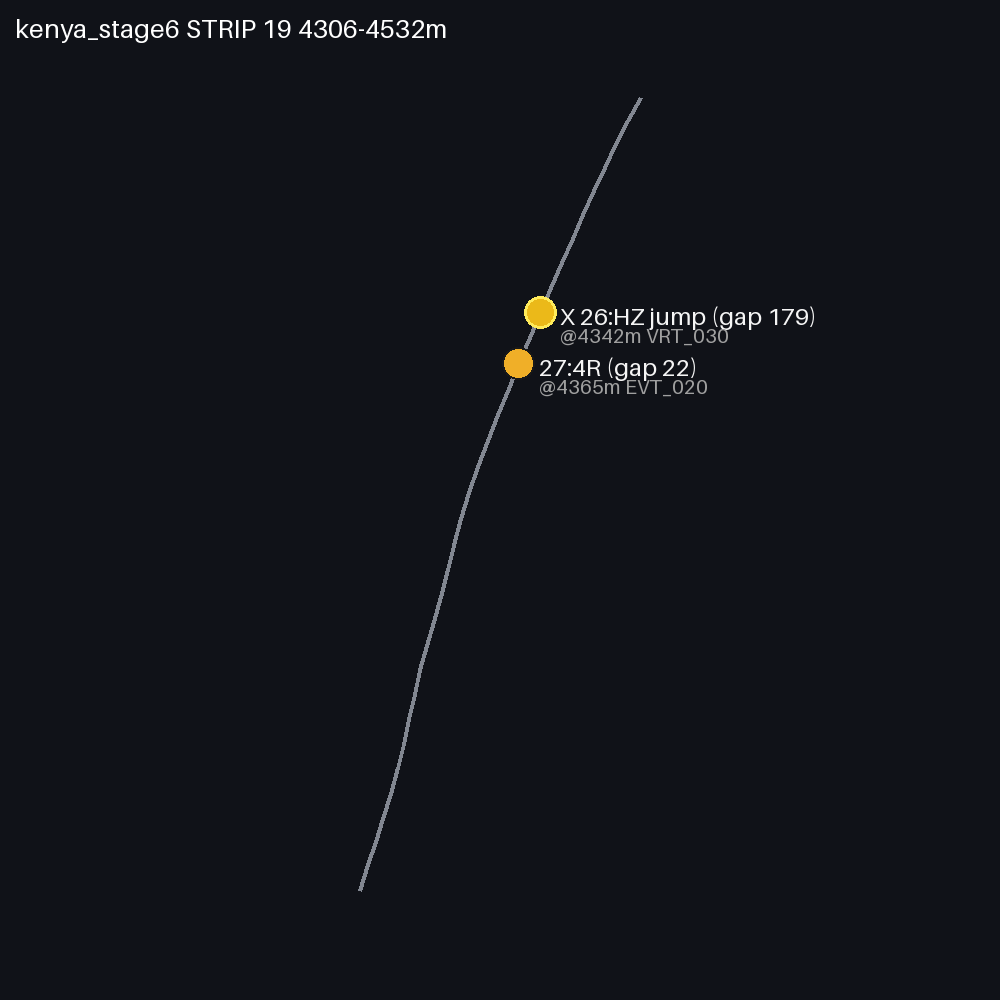 kenya_stage6 STRIP 19 4306-4532m
X 26:HZ jump (gap 179)
@4342m VRT_030
27:4R (gap 22)
@4365m EVT_020